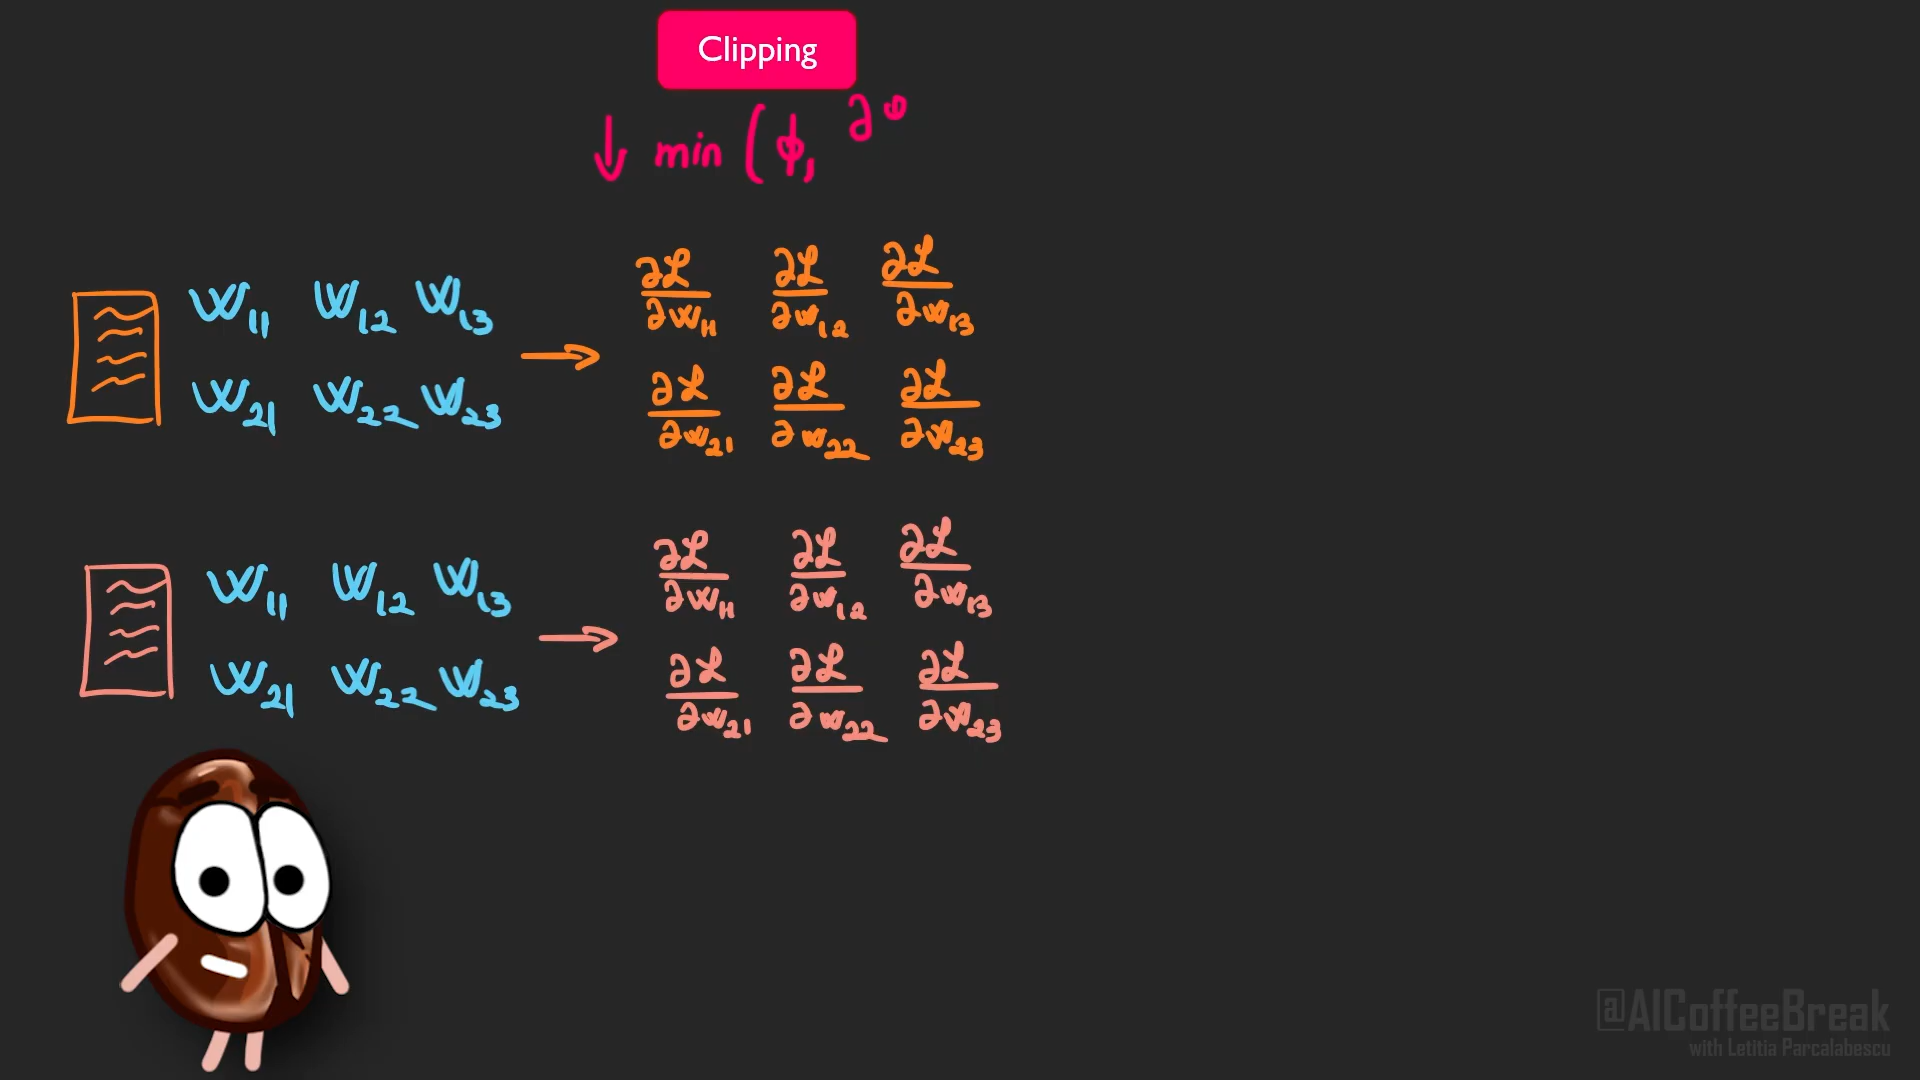 Clipping
↓ min (ϕ, ∂
W₁₁ W₁₂ W₁₃ → ∂ℒ/∂W₁₁ ∂ℒ/∂W₁₂ ∂ℒ/∂W₁₃
W₂₁ W₂₂ W₂₃ ∂ℒ/∂W₂₁ ∂ℒ/∂W₂₂ ∂ℒ/∂W₂₃
W₁₁ W₁₂ W₁₃ → ∂ℒ/∂W₁₁ ∂ℒ/∂W₁₂ ∂ℒ/∂W₁₃
W₂₁ W₂₂ W₂₃ ∂ℒ/∂W₂₁ ∂ℒ/∂W₂₂ ∂ℒ/∂W₂₃
@AICoffeeBreak
with Letitia Parcalabescu